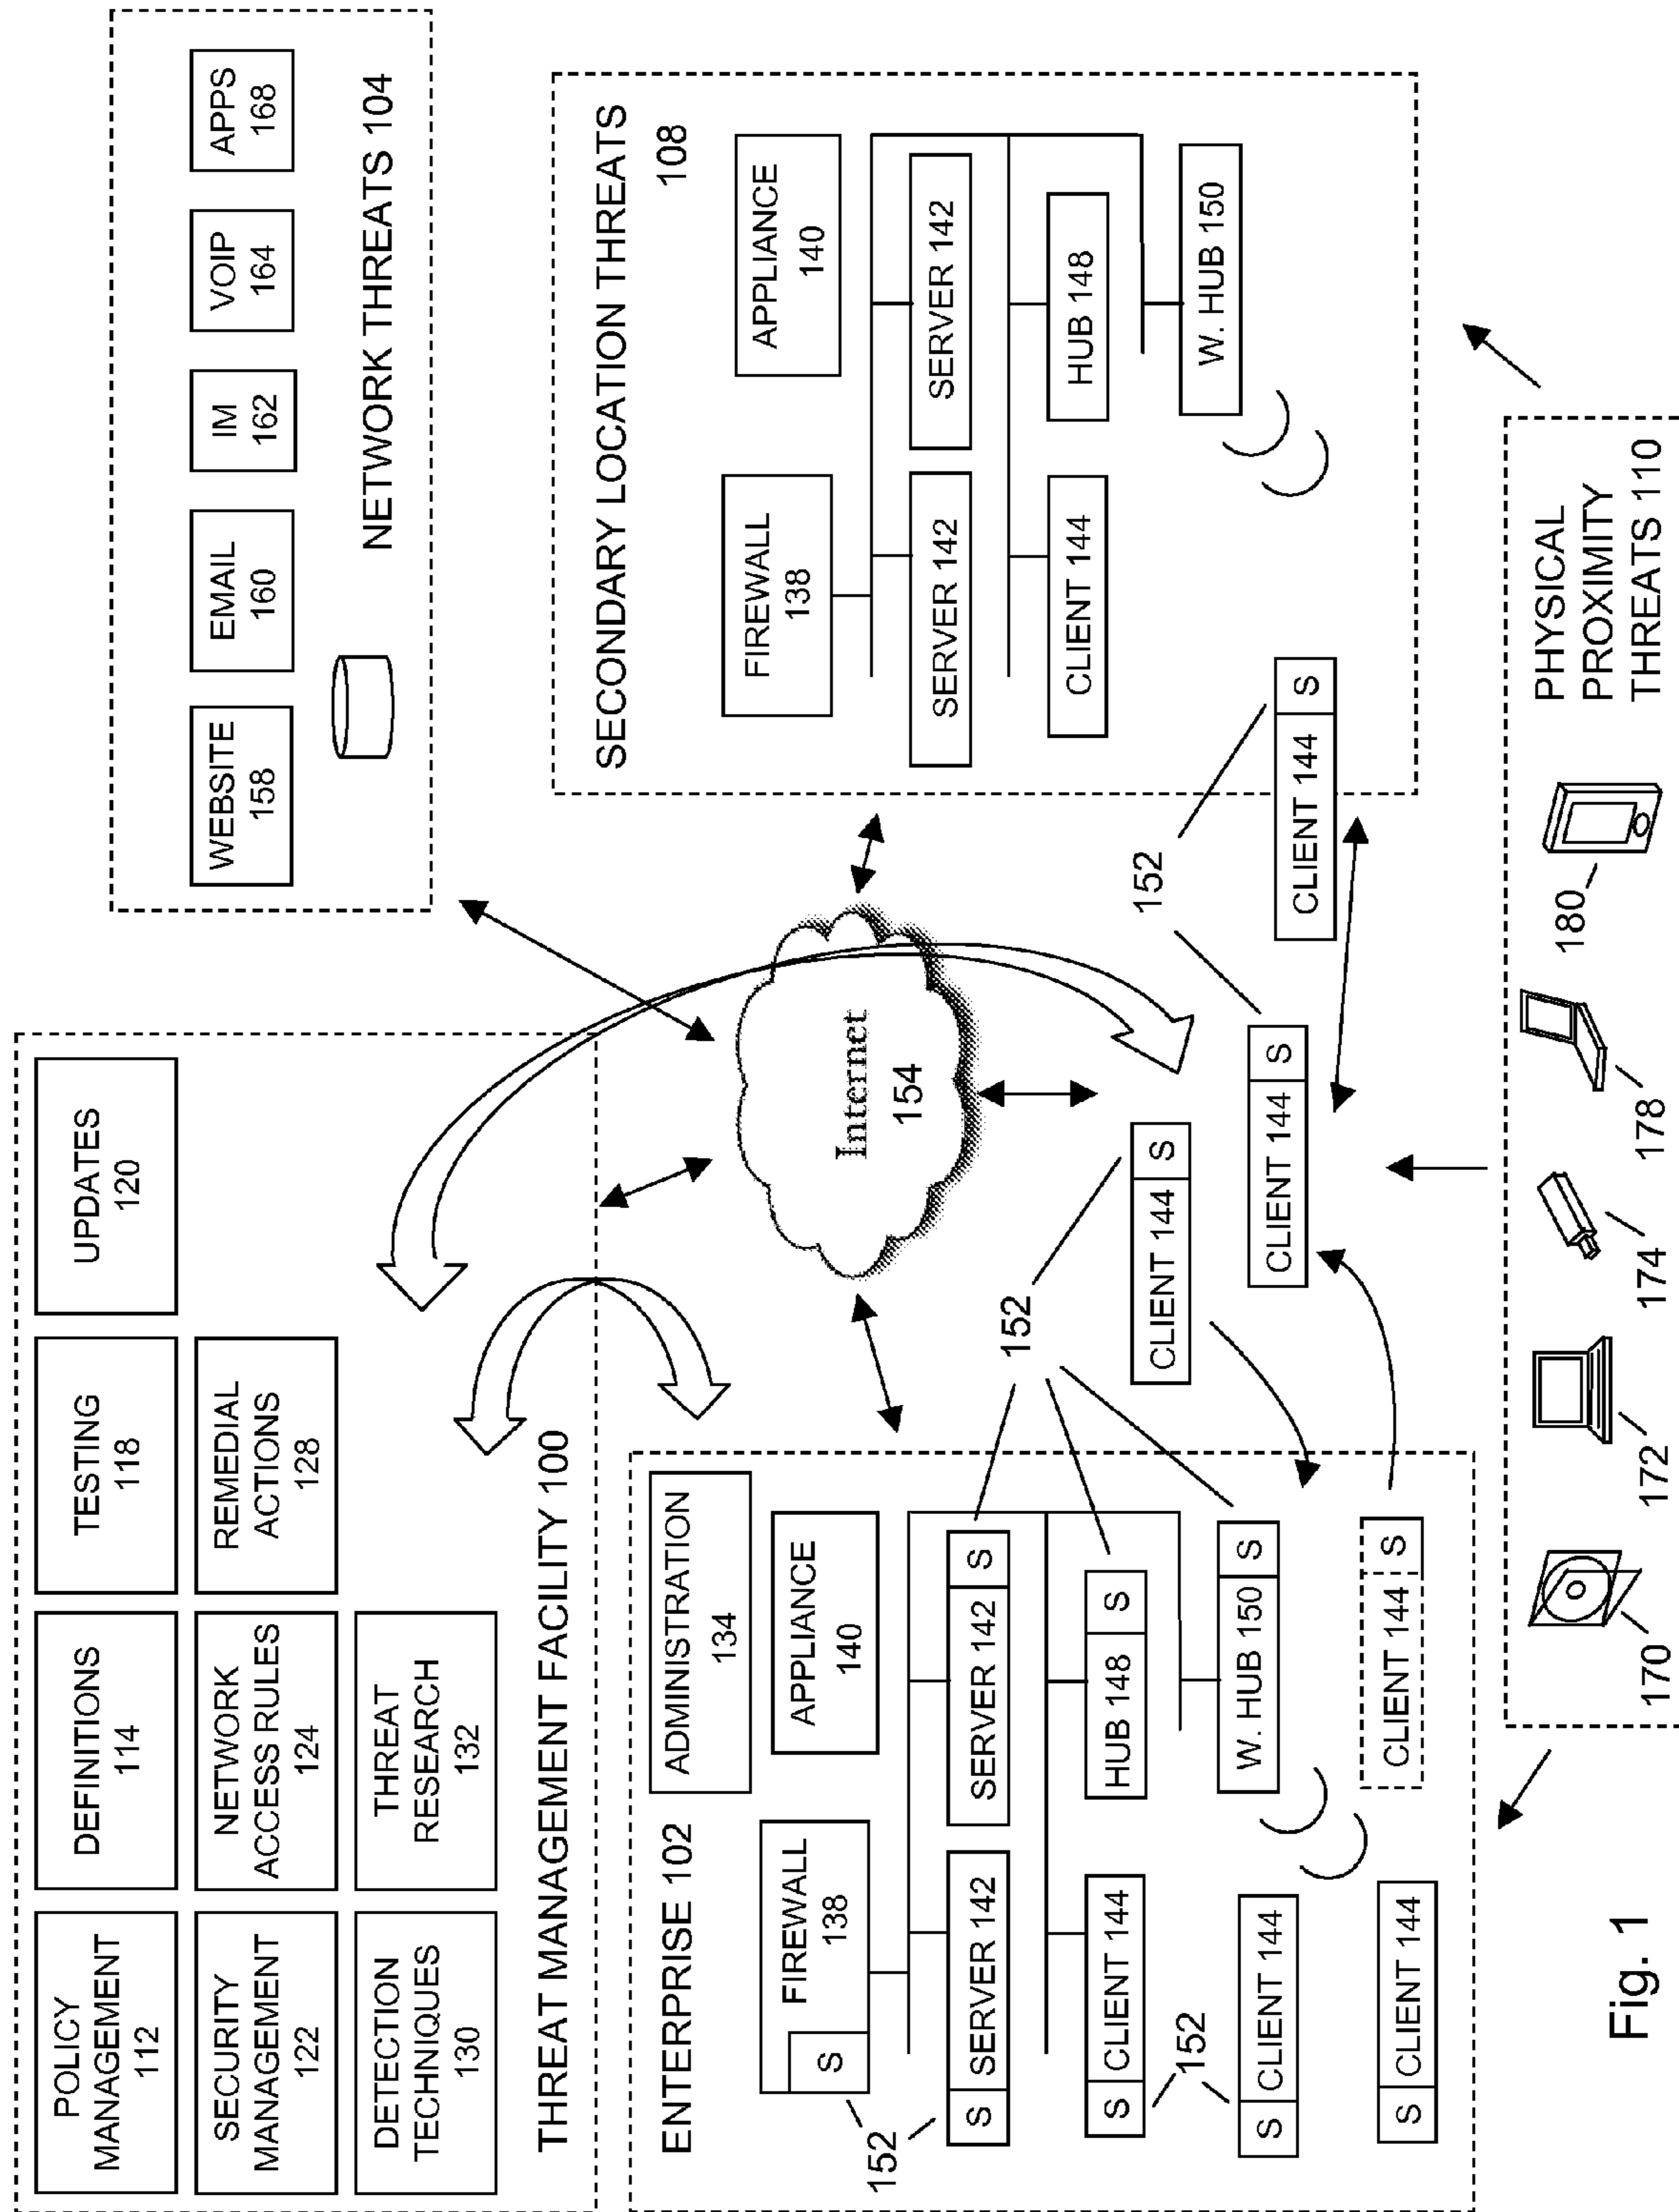 POLICY
MANAGEMENT
112
DEFINITIONS
114
TESTING
118
UPDATES
120
SECURITY
MANAGEMENT
122
NETWORK
ACCESS RULES
124
REMEDIAL
ACTIONS
128
DETECTION
TECHNIQUES
130
THREAT
RESEARCH
132
THREAT MANAGEMENT FACILITY 100
WEBSITE
158
EMAIL
160
IM
162
VOIP
164
APPS
168
NETWORK THREATS 104
ENTERPRISE 102
ADMINISTRATION
134
FIREWALL
138
S
APPLIANCE
140
152
S SERVER 142
SERVER 142 S
S CLIENT 144
HUB 148 S
152
S CLIENT 144
W. HUB 150 S
S CLIENT 144
CLIENT 144 S
Internet
154
152
CLIENT 144 S
CLIENT 144 S
152
CLIENT 144 S
SECONDARY LOCATION THREATS
108
FIREWALL
138
APPLIANCE
140
SERVER 142
SERVER 142
CLIENT 144
HUB 148
W. HUB 150
PHYSICAL
PROXIMITY
THREATS 110
170
172
174
178
180
Fig. 1